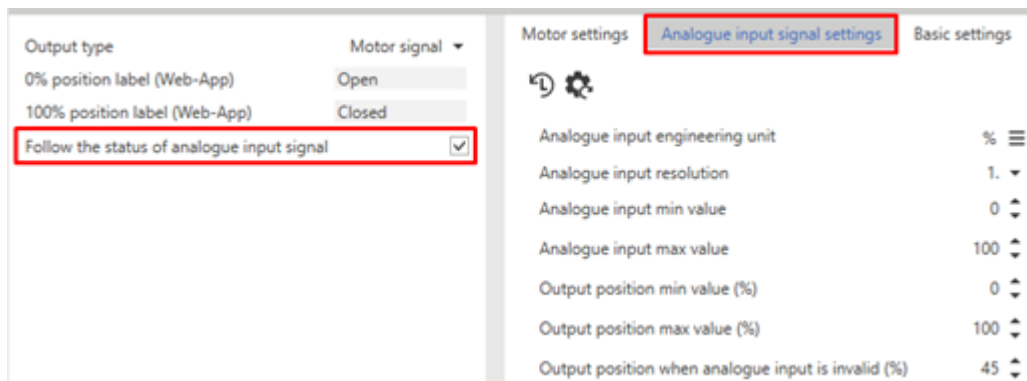 Output type Motor signal
0% position label (Web-App) Open
100% position label (Web-App) Closed
Follow the status of analogue input signal
Motor settings Analogue input signal settings Basic settings
Analogue input engineering unit %
Analogue input resolution 1.
Analogue input min value 0
Analogue input max value 100
Output position min value (%) 0
Output position max value (%) 100
Output position when analogue input is invalid (%) 45